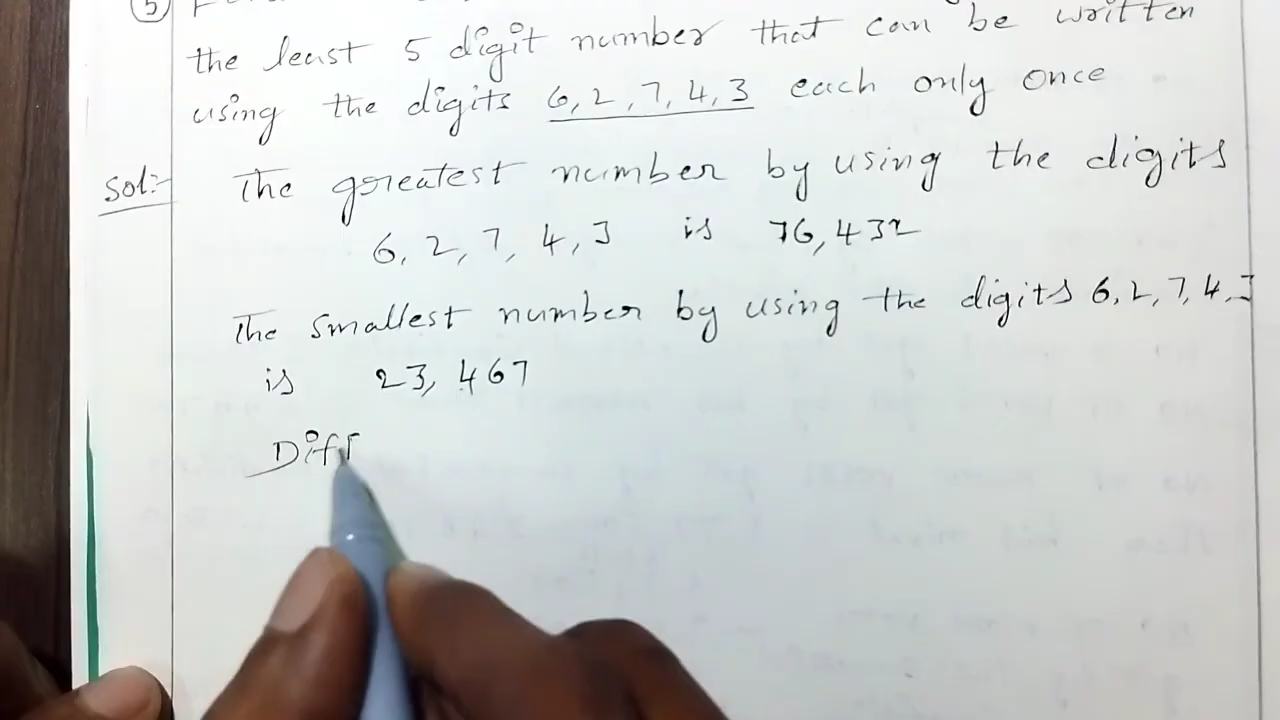 5
the least 5 digit number that can be written
using the digits 6, 2, 7, 4, 3 each only once
Sol:- The greatest number by using the digits
6, 2, 7, 4, 3 is 76,432
The smallest number by using the digits 6, 2, 7, 4, 3
is 23, 467
Diff